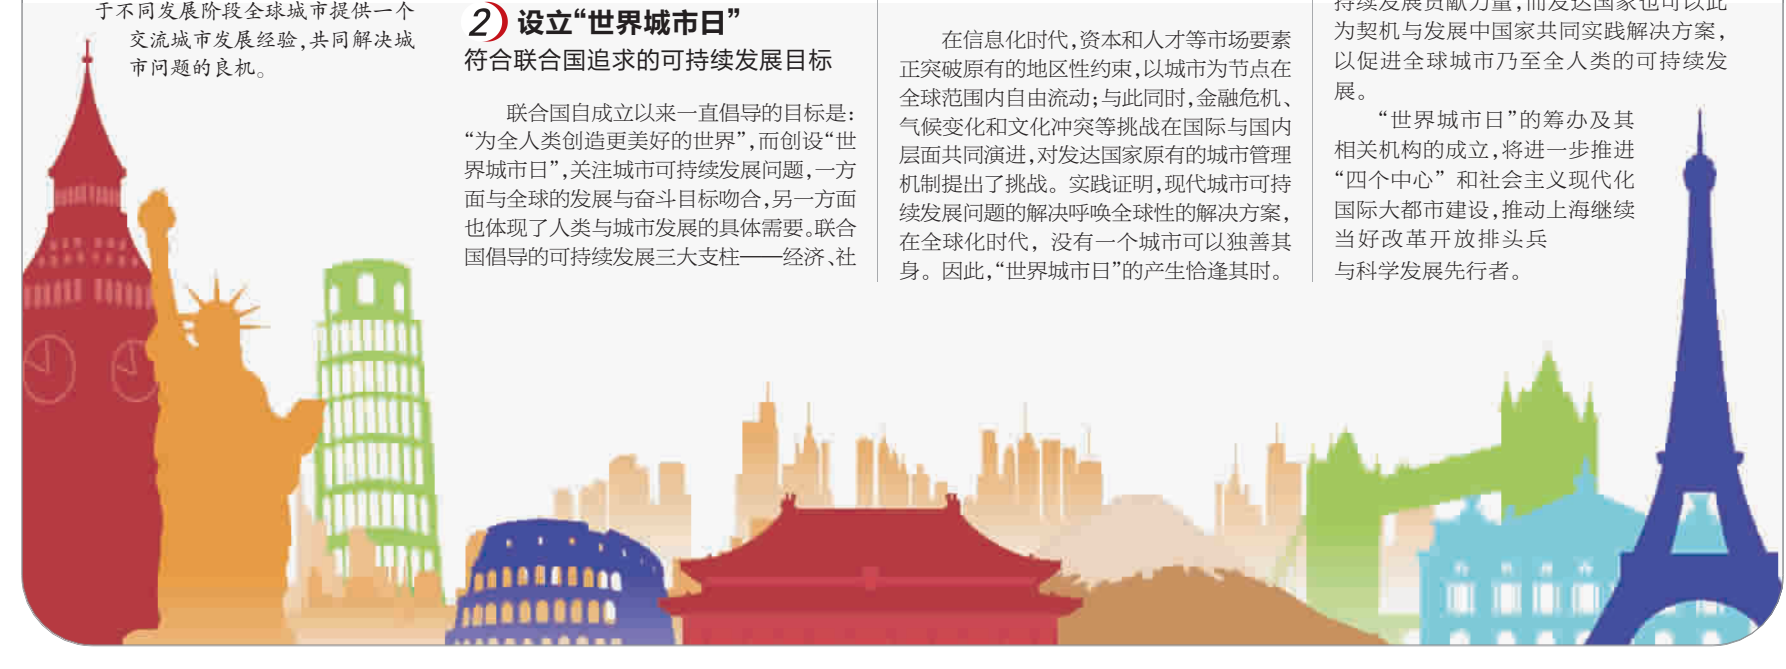 于不同发展阶段全球城市提供一个
交流城市发展经验,共同解决城
市问题的良机。
2 设立“世界城市日”
符合联合国追求的可持续发展目标
联合国自成立以来一直倡导的目标是:
“为全人类创造更美好的世界”,而创设“世
界城市日”,关注城市可持续发展问题,一方
面与全球的发展与奋斗目标吻合,另一方面
也体现了人类与城市发展的具体需要。联合
国倡导的可持续发展三大支柱——经济、社
在信息化时代,资本和人才等市场要素
正突破原有的地区性约束,以城市为节点在
全球范围内自由流动;与此同时,金融危机、
气候变化和文化冲突等挑战在国际与国内
层面共同演进,对发达国家原有的城市管理
机制提出了挑战。实践证明,现代城市可持
续发展问题的解决呼唤全球性的解决方案,
在全球化时代,没有一个城市可以独善其
身。因此,“世界城市日”的产生恰逢其时。
持续发展贡献力量,而发达国家也可以此
为契机与发展中国家共同实践解决方案,
以促进全球城市乃至全人类的可持续发
展。
“世界城市日”的筹办及其
相关机构的成立,将进一步推进
“四个中心”和社会主义现代化
国际大都市建设,推动上海继续
当好改革开放排头兵
与科学发展先行者。